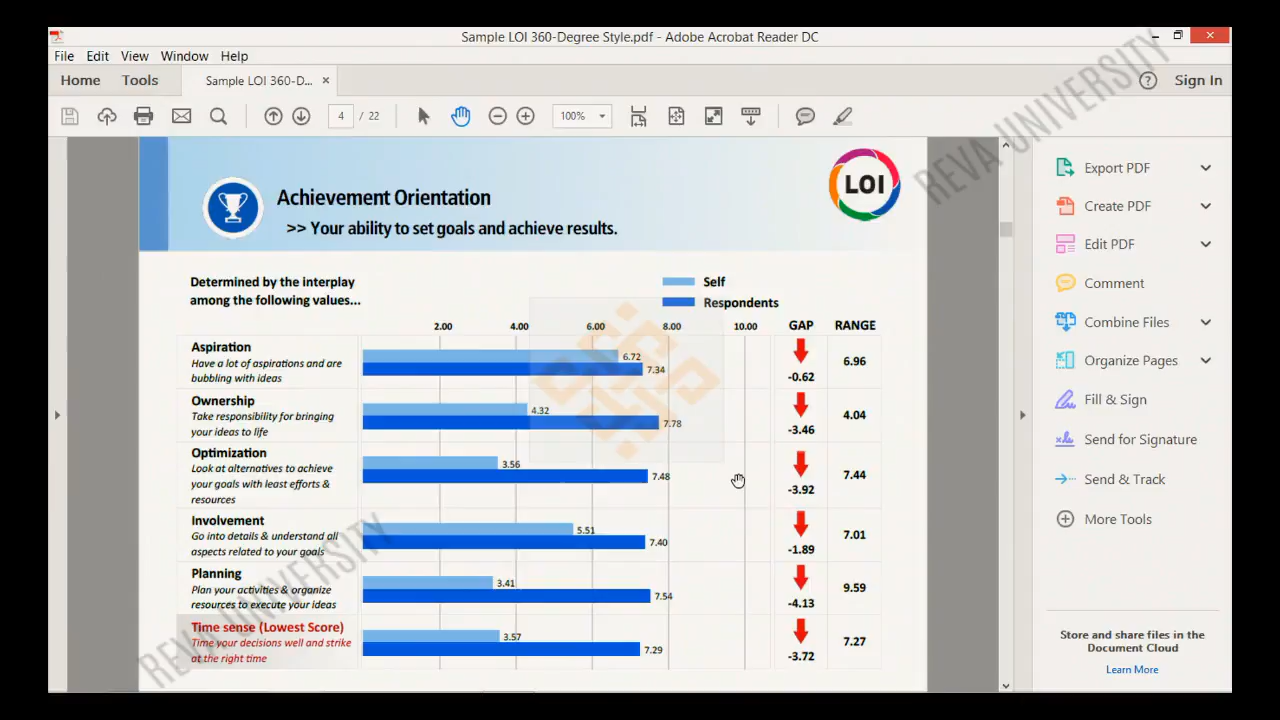 Sample LOI 360-Degree Style.pdf - Adobe Acrobat Reader DC
File Edit View Window Help
Home Tools Sample LOI 360-D... × Sign In
4 / 22 100%
Achievement Orientation
>> Your ability to set goals and achieve results.
LOI
Determined by the interplay
among the following values...
Self
Respondents
2.00 4.00 6.00 8.00 10.00 GAP RANGE
Aspiration
Have a lot of aspirations and are
bubbling with ideas
6.72
7.34
-0.62
6.96
Ownership
Take responsibility for bringing
your ideas to life
4.32
7.78
-3.46
4.04
Optimization
Look at alternatives to achieve
your goals with least efforts &
resources
3.56
7.48
-3.92
7.44
Involvement
Go into details & understand all
aspects related to your goals
5.51
7.40
-1.89
7.01
Planning
Plan your activities & organize
resources to execute your ideas
3.41
7.54
-4.13
9.59
Time sense (Lowest Score)
Time your decisions well and strike
at the right time
3.57
7.29
-3.72
7.27
Export PDF
Create PDF
Edit PDF
Comment
Combine Files
Organize Pages
Fill & Sign
Send for Signature
Send & Track
More Tools
Store and share files in the
Document Cloud
Learn More
REVA UNIVERSITY
REVA UNIVERSITY